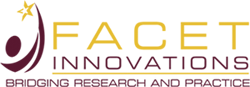 FACET
INNOVATIONS
BRIDGING RESEARCH AND PRACTICE